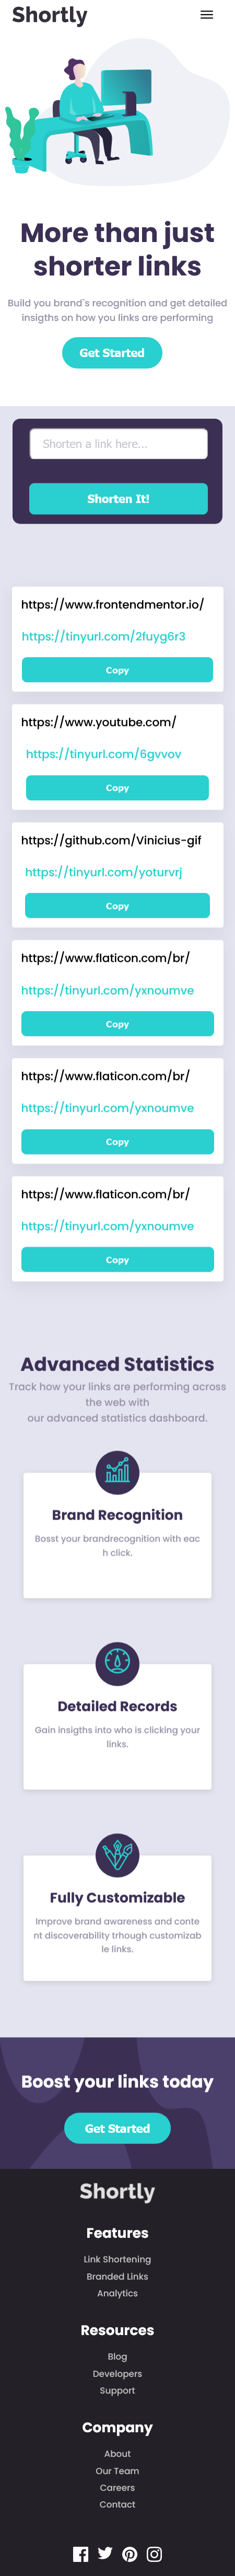 Shortly
More than just
shorter links
Build you brand`s recognition and get detailed
insigths on how you links are performing
Get Started
Shorten a link here...
Shorten It!
https://www.frontendmentor.io/
https://tinyurl.com/2fuyg6r3
Copy
https://www.youtube.com/
https://tinyurl.com/6gvvov
Copy
https://github.com/Vinicius-gif
https://tinyurl.com/yoturvrj
Copy
https://www.flaticon.com/br/
https://tinyurl.com/yxnoumve
Copy
https://www.flaticon.com/br/
https://tinyurl.com/yxnoumve
Copy
https://www.flaticon.com/br/
https://tinyurl.com/yxnoumve
Copy
Advanced Statistics
Track how your links are performing across
the web with
our advanced statistics dashboard.
Brand Recognition
Bosst your brandrecognition with eac
h click.
Detailed Records
Gain insigths into who is clicking your
links.
Fully Customizable
Improve brand awareness and conte
nt discoverability trhough customizab
le links.
Boost your links today
Get Started
Shortly
Features
Link Shortening
Branded Links
Analytics
Resources
Blog
Developers
Support
Company
About
Our Team
Careers
Contact